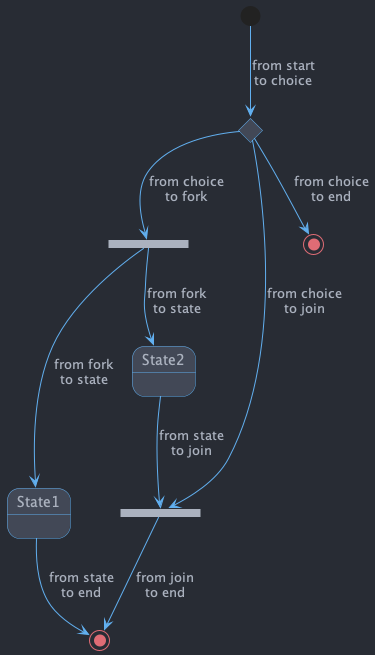 from start
to choice
from choice
to fork
from choice
to end
from fork
to state
from choice
to join
State2
from fork
to state
from state
to join
State1
from state
to end
from join
to end